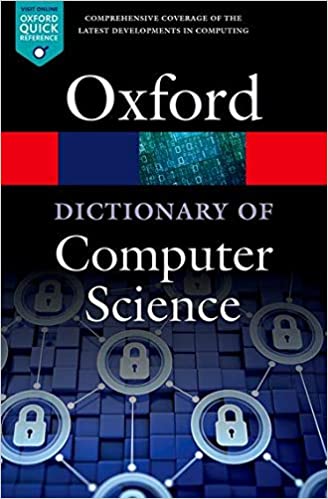 VISIT ONLINE
OXFORD
QUICK
REFERENCE
COMPREHENSIVE COVERAGE OF THE
LATEST DEVELOPMENTS IN COMPUTING
Oxford
DICTIONARY OF
Computer
Science